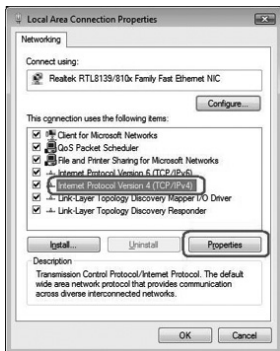 Local Area Connection Properties
Networking
Connect using:
Realtek RTL8139/810x Family Fast Ethernet NIC
Configure...
This connection uses the following items:
Client for Microsoft Networks
QoS Packet Scheduler
File and Printer Sharing for Microsoft Networks
Internet Protocol Version 6 (TCP/IPv6)
Internet Protocol Version 4 (TCP/IPv4)
Link-Layer Topology Discovery Mapper I/O Driver
Link-Layer Topology Discovery Responder
Install...
Uninstall
Properties
Description
Transmission Control Protocol/Internet Protocol. The default
wide area network protocol that provides communication
across diverse interconnected networks.
OK
Cancel